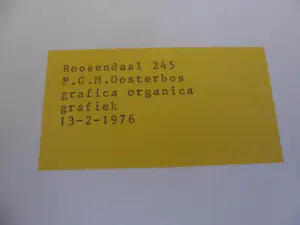 Roosendaal 245
P.G.M.Oosterbos
grafica organica
grafiek
13-2-1976